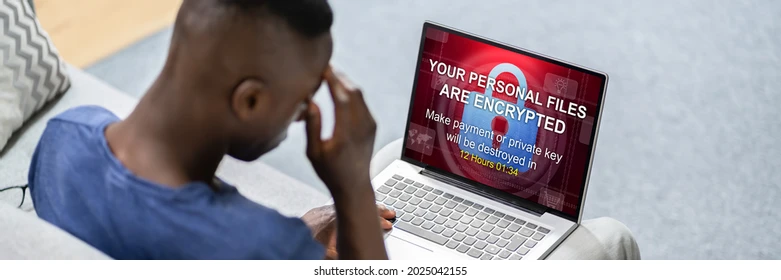 YOUR PERSONAL FILES
ARE ENCRYPTED
Make payment or private key
will be destroyed in
12 Hours 01:34
shutterstock.com · 2025042155